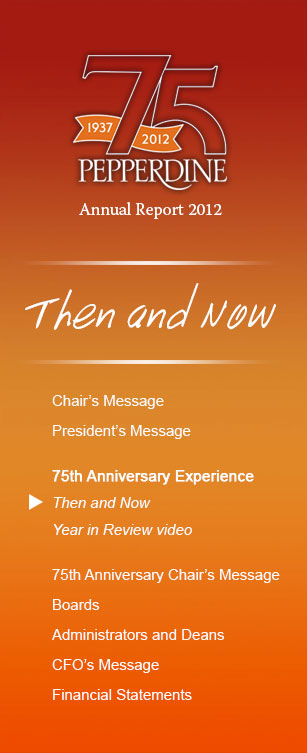 75
1937
2012
PEPPERDINE
Annual Report 2012
Then and Now
Chair's Message
President's Message
75th Anniversary Experience
Then and Now
Year in Review video
75th Anniversary Chair's Message
Boards
Administrators and Deans
CFO's Message
Financial Statements